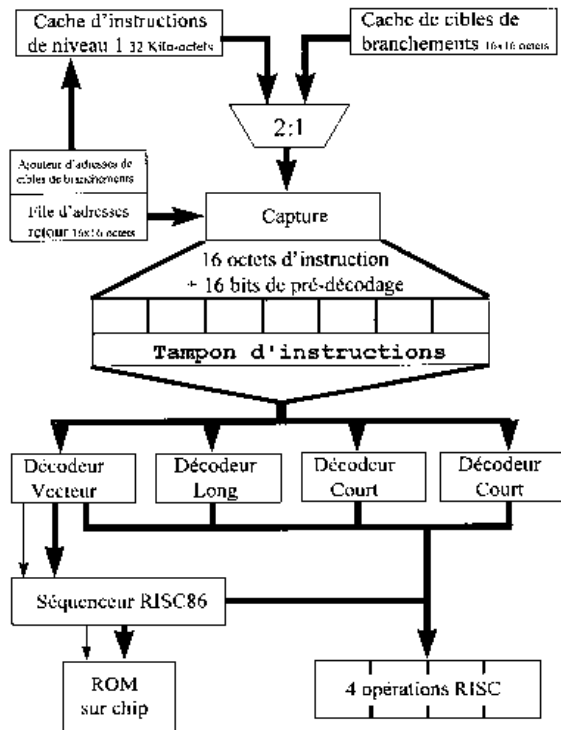 Cache d'instructions
de niveau 1 32 Kilo-octets
Cache de cibles de
branchements 16x16 octets
2:1
Ajouteur d'adresses de
cibles de branchements
File d'adresses
retour 16x16 octets
Capture
16 octets d'instruction
+ 16 bits de pré-décodage
Tampon d'instructions
Décodeur
Vecteur
Décodeur
Long
Décodeur
Court
Décodeur
Court
Séquenceur RISC86
ROM
sur chip
4 opérations RISC